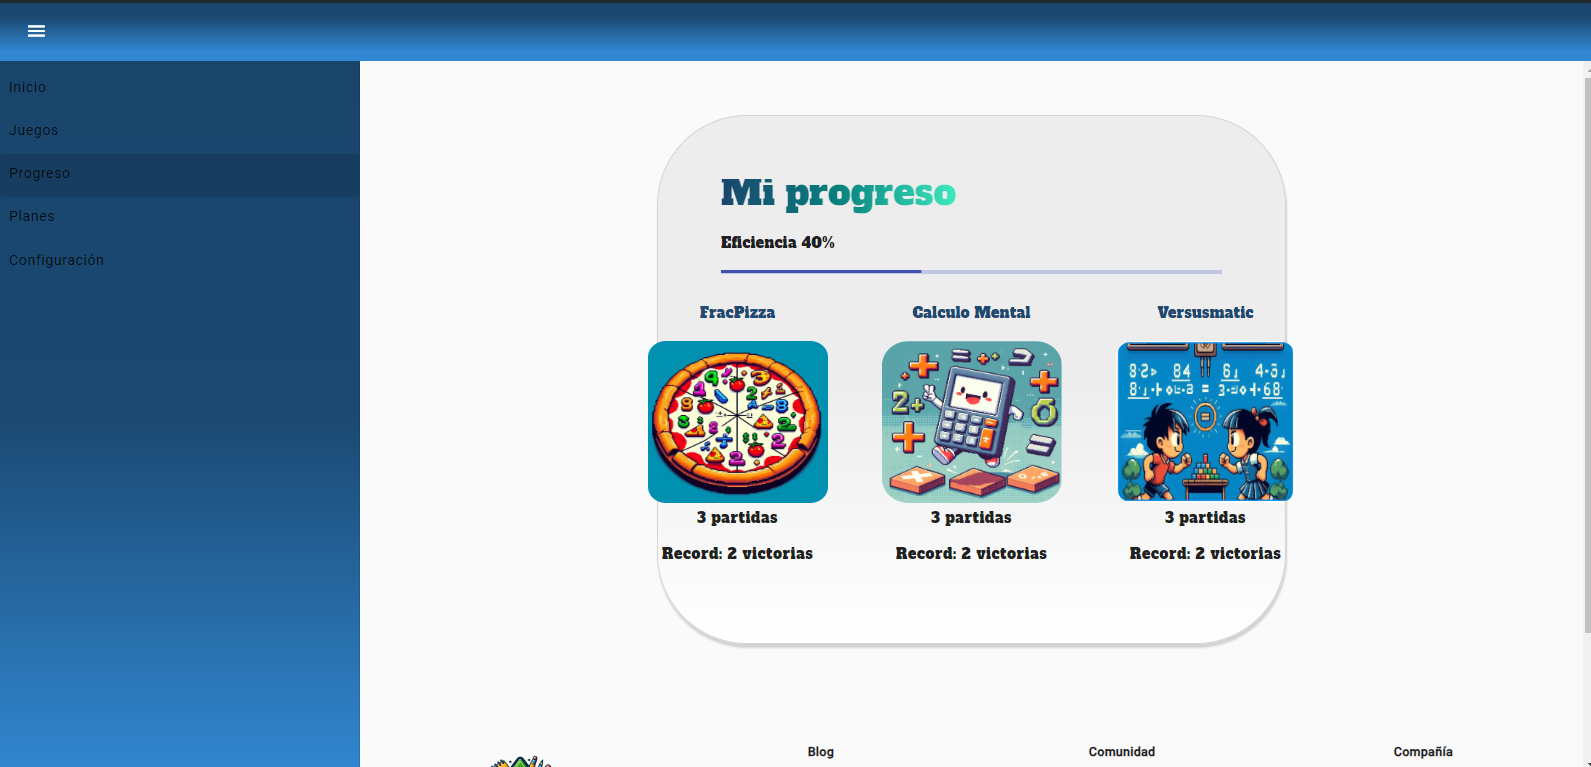 Inicio
Juegos
Progreso
Planes
Configuración
Mi progreso
Eficiencia 40%
FracPizza
Calculo Mental
Versusmatic
3 partidas
3 partidas
3 partidas
Record: 2 victorias
Record: 2 victorias
Record: 2 victorias
Blog
Comunidad
Compañía